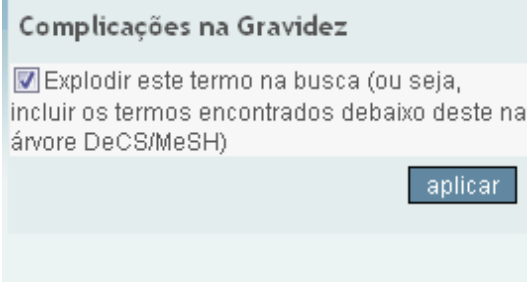 Complicações na Gravidez
Explodir este termo na busca (ou seja,
incluir os termos encontrados debaixo deste na
árvore DeCS/MeSH)
aplicar